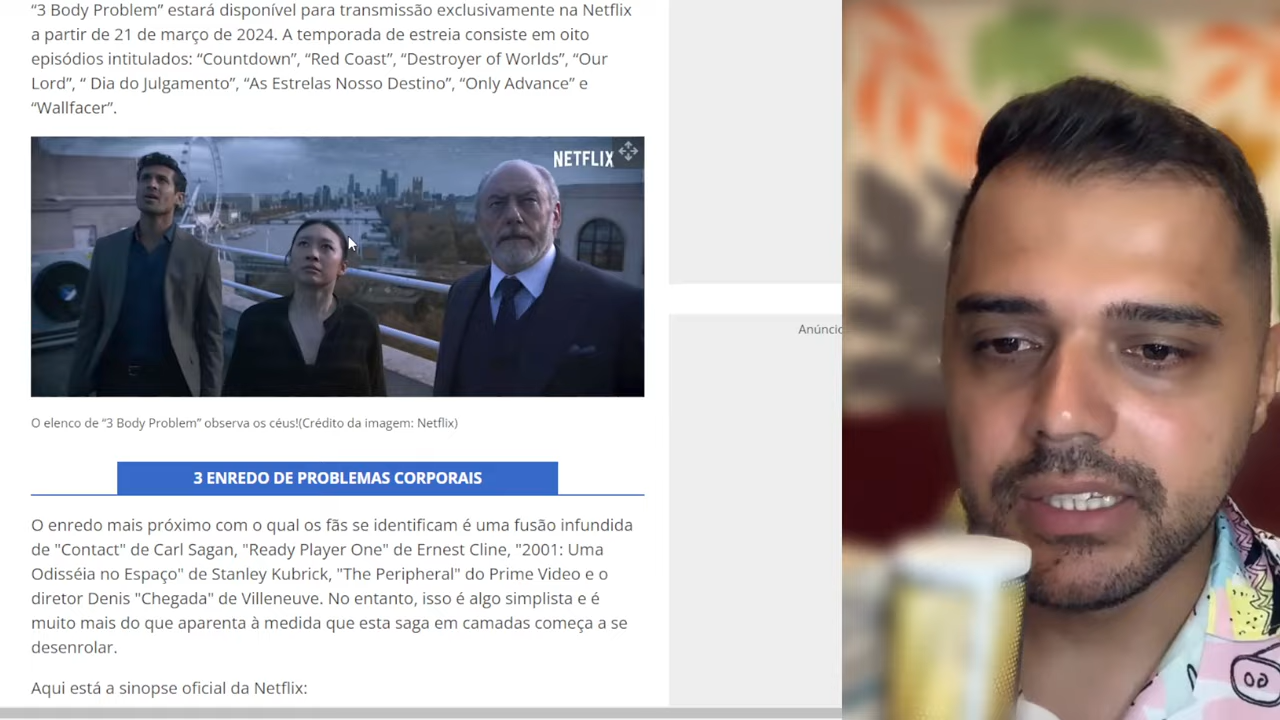 “3 Body Problem” estará disponível para transmissão exclusivamente na Netflix
a partir de 21 de março de 2024. A temporada de estreia consiste em oito
episódios intitulados: “Countdown”, “Red Coast”, “Destroyer of Worlds”, “Our
Lord”, “ Dia do Julgamento”, “As Estrelas Nosso Destino”, “Only Advance” e
“Wallfacer”.
NETFLIX
Anúncio
O elenco de “3 Body Problem” observa os céus!(Crédito da imagem: Netflix)
3 ENREDO DE PROBLEMAS CORPORAIS
O enredo mais próximo com o qual os fãs se identificam é uma fusão infundida
de "Contact" de Carl Sagan, "Ready Player One" de Ernest Cline, "2001: Uma
Odisséia no Espaço" de Stanley Kubrick, "The Peripheral" do Prime Video e o
diretor Denis "Chegada" de Villeneuve. No entanto, isso é algo simplista e é
muito mais do que aparenta à medida que esta saga em camadas começa a se
desenrolar.
Aqui está a sinopse oficial da Netflix: